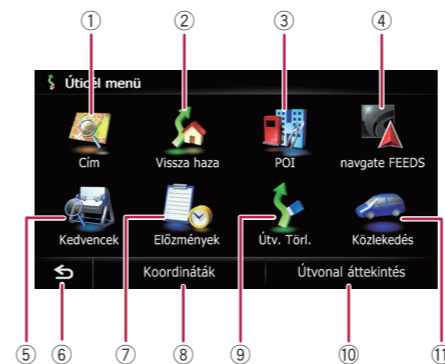 ① ② ③ ④
Úticél menü
Cím Vissza haza POI navgate FEEDS
Kedvencek Előzmények Útv. Törl. Közlekedés
Koordináták Útvonal áttekintés
⑤ ⑥ ⑦ ⑧ ⑨ ⑩ ⑪